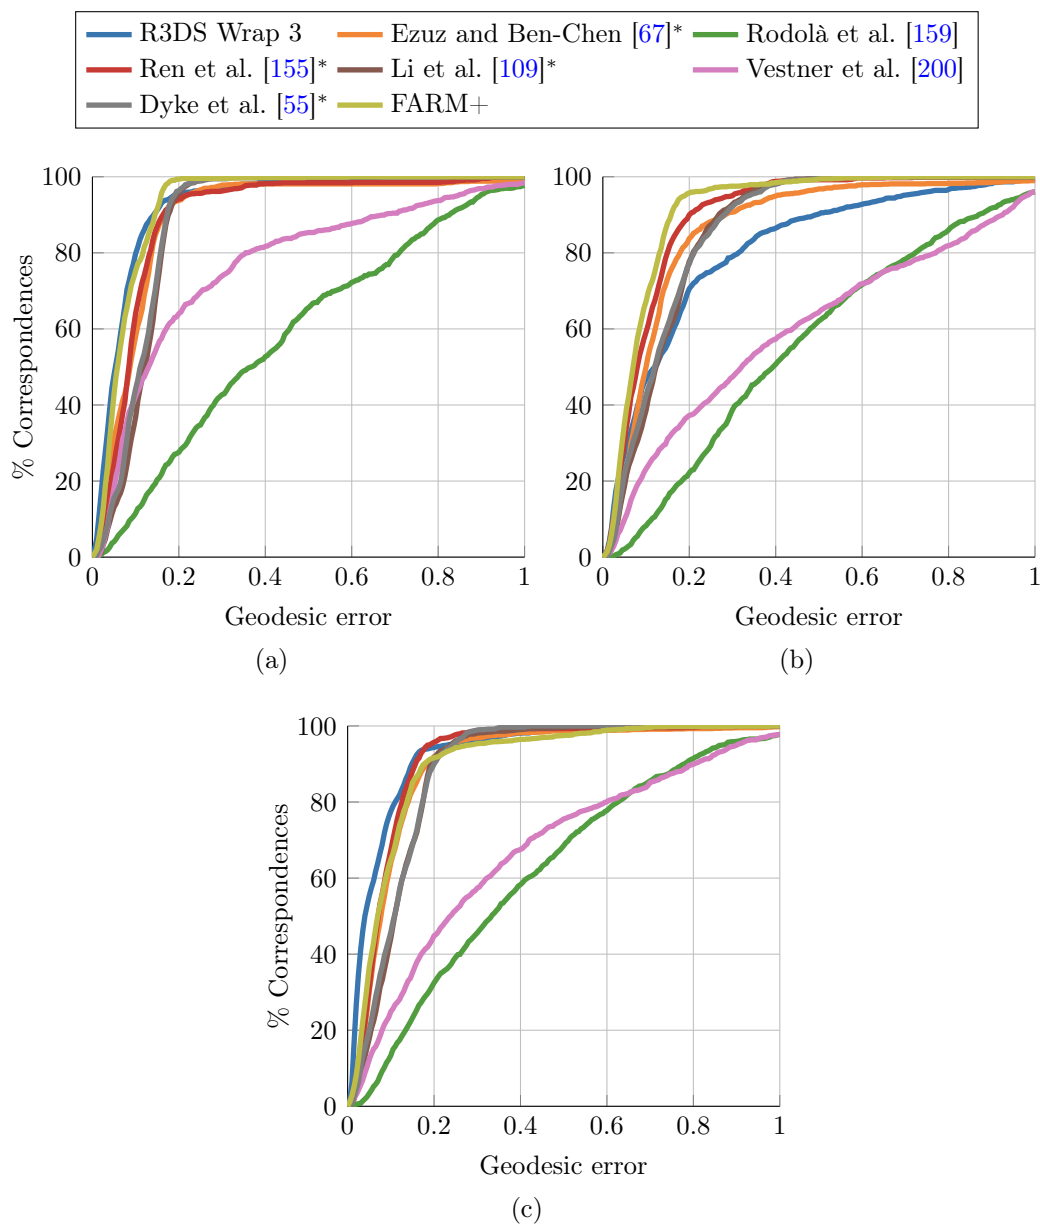 R3DS Wrap 3 Ezuz and Ben-Chen [67]* Rodolà et al. [159]
Ren et al. [155]* Li et al. [109]* Vestner et al. [200]
Dyke et al. [55]* FARM+
% Correspondences
100
80
60
40
20
0
0 0.2 0.4 0.6 0.8 1
Geodesic error
(a)
100
80
60
40
20
0
0 0.2 0.4 0.6 0.8 1
Geodesic error
(b)
% Correspondences
100
80
60
40
20
0
0 0.2 0.4 0.6 0.8 1
Geodesic error
(c)